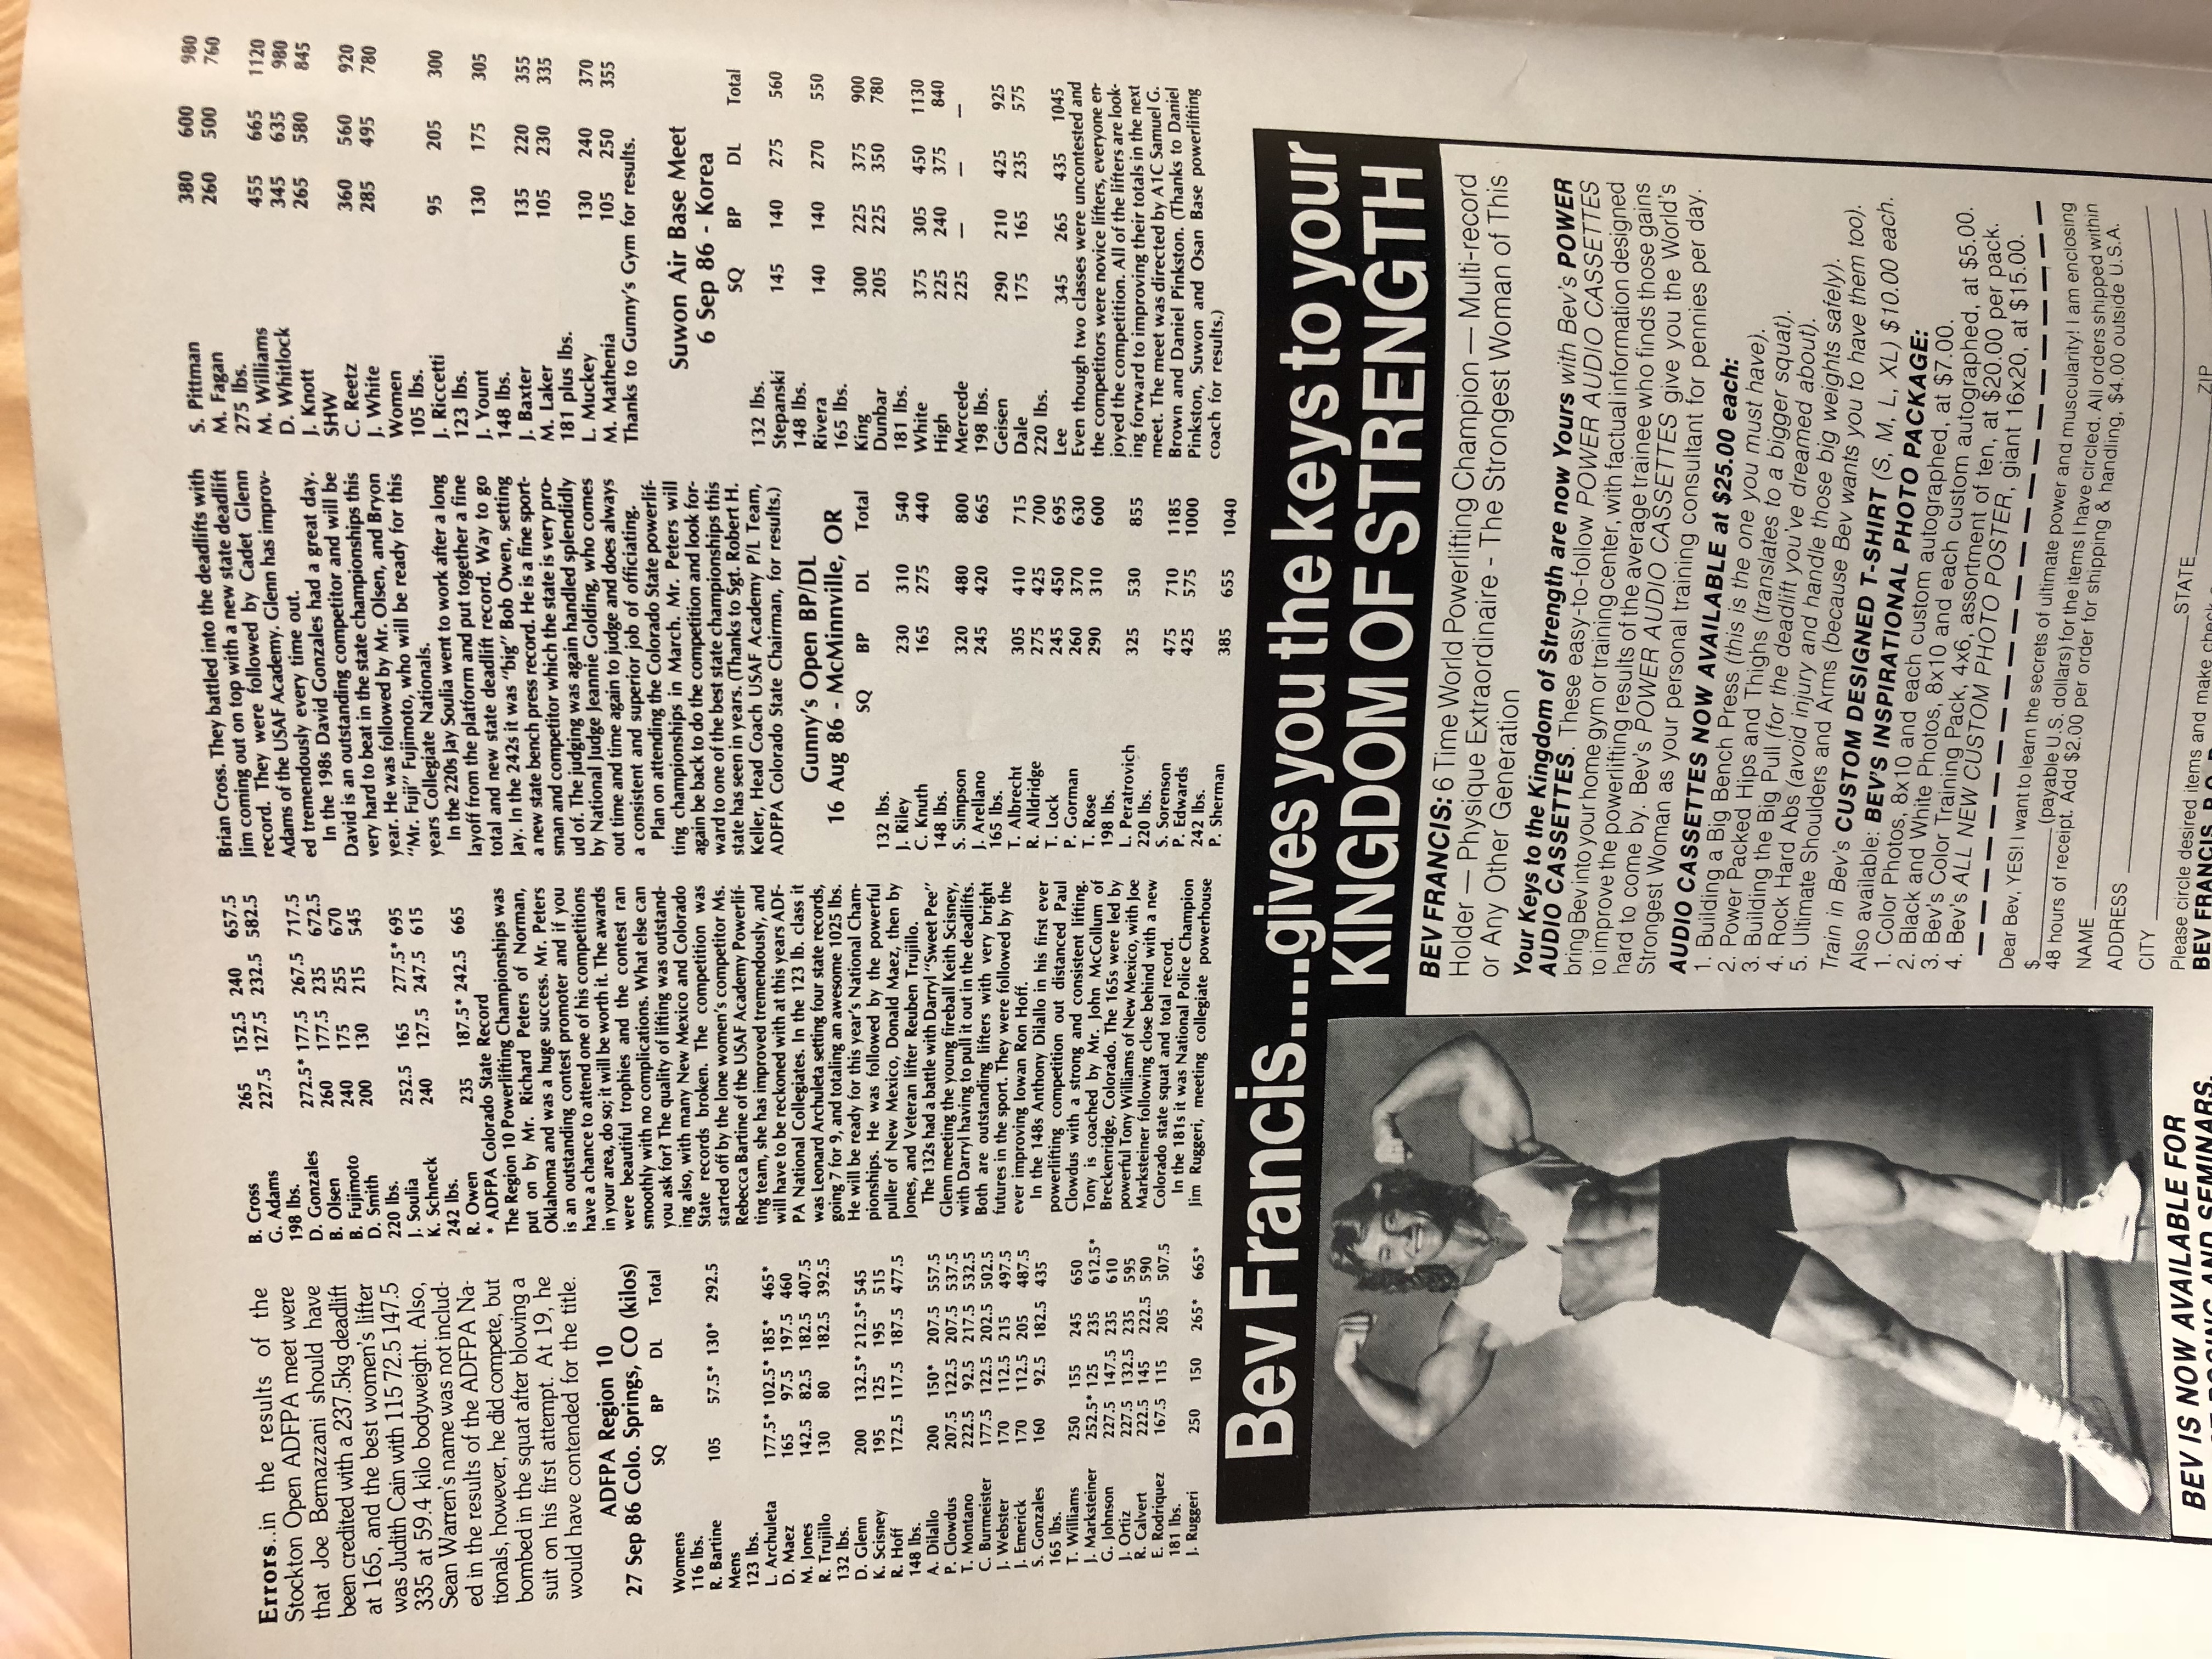 Errors..in the results of the
Stockton Open ADFPA meet were
that Joe Bernazzani should have
been credited with a 237.5kg deadlift
at 165, and the best women's lifter
was Judith Cain with 115 72.5 147.5
335 at 59.4 kilo bodyweight. Also,
Sean Warren's name was not includ-
ed in the results of the ADFPA Na-
tionals, however, he did compete, but
bombed in the squat after blowing a
suit on his first attempt. At 19, he
would have contended for the title.
ADFPA Region 10
27 Sep 86 Colo. Springs, CO (kilos)
SQ BP DL Total
Womens
116 lbs.
R. Bartine 105 57.5* 130* 292.5
Mens
123 lbs.
L. Archuleta 177.5* 102.5* 185* 465*
D. Maez 165 97.5 197.5 460
M. Jones 142.5 82.5 182.5 407.5
R. Trujillo 130 80 182.5 392.5
132 lbs.
D. Glenn 200 132.5* 212.5* 545
K. Scisney 195 125 195 515
R. Hoff 172.5 117.5 187.5 477.5
148 lbs.
A. Dilallo 200 150* 207.5 557.5
P. Clowdus 207.5 122.5 207.5 537.5
T. Montano 222.5 92.5 217.5 532.5
C. Burmeister 177.5 122.5 202.5 502.5
J. Webster 170 112.5 215 497.5
J. Emerick 170 112.5 205 487.5
S. Gonzales 160 92.5 182.5 435
165 lbs.
T. Williams 250 155 245 650
J. Marksteiner 252.5* 125 235 612.5*
G. Johnson 227.5 147.5 235 610
J. Ortiz 227.5 132.5 235 595
R. Calvert 222.5 145 222.5 590
E. Rodriquez 167.5 115 205 507.5
181 lbs.
J. Ruggeri 250 150 265* 665*
B. Cross 265 152.5 240 657.5
G. Adams 227.5 127.5 232.5 582.5
198 lbs.
D. Gonzales 272.5* 177.5 267.5 717.5
B. Olsen 260 177.5 235 672.5
B. Fujimoto 240 175 255 670
D. Smith 200 130 215 545
220 lbs.
J. Soulia 252.5 165 277.5* 695
K. Schneck 240 127.5 247.5 615
242 lbs.
R. Owen 235 187.5* 242.5 665
* ADFPA Colorado State Record
The Region 10 Powerlifting Championships was
put on by Mr. Richard Peters of Norman,
Oklahoma and was a huge success. Mr. Peters
is an outstanding contest promoter and if you
have a chance to attend one of his competitions
in your area, do so; it will be worth it. The awards
were beautiful trophies and the contest ran
smoothly with no complications. What else can
you ask for? The quality of lifting was outstand-
ing also, with many New Mexico and Colorado
State records broken. The competition was
started off by the lone women's competitor Ms.
Rebecca Bartine of the USAF Academy Powerlif-
ting team, she has improved tremendously, and
will have to be reckoned with at this years ADF-
PA National Collegiates. In the 123 lb. class it
was Leonard Archuleta setting four state records,
going 7 for 9, and totaling an awesome 1025 lbs.
He will be ready for this year's National Cham-
pionships. He was followed by the powerful
puller of New Mexico, Donald Maez, then by
Jones, and Veteran lifter Reuben Trujillo.
The 132s had a battle with Darryl "Sweet Pee"
Glenn meeting the young fireball Keith Scisney,
with Darryl having to pull it out in the deadlifts.
Both are outstanding lifters with very bright
futures in the sport. They were followed by the
ever improving Iowan Ron Hoff.
In the 148s Anthony Dilallo in his first ever
powerlifting competition out distanced Paul
Clowdus with a strong and consistent lifting.
Tony is coached by Mr. John McCollum of
Breckenridge, Colorado. The 165s were led by
powerful Tony Williams of New Mexico, with Joe
Marksteiner following close behind with a new
Colorado state squat and total record.
In the 181s it was National Police Champion
Jim Ruggeri, meeting collegiate powerhouse
Brian Cross. They battled into the deadlifts with
Jim coming out on top with a new state deadlift
record. They were followed by Cadet Glenn
Adams of the USAF Academy. Glenn has improv-
ed tremendously every time out.
In the 198s David Gonzales had a great day.
David is an outstanding competitor and will be
very hard to beat in the state championships this
year. He was followed by Mr. Olsen, and Bryon
"Mr. Fuji" Fujimoto, who will be ready for this
years Collegiate Nationals.
In the 220s Jay Soulia went to work after a long
layoff from the platform and put together a fine
total and new state deadlift record. Way to go
Jay. In the 242s it was "big" Bob Owen, setting
a new state bench press record. He is a fine sport-
sman and competitor which the state is very pro-
ud of. The judging was again handled splendidly
by National Judge Jeannie Golding, who comes
out time and time again to judge and does always
a consistent and superior job of officiating.
Plan on attending the Colorado State powerlif-
ting championships in March. Mr. Peters will
again be back to do the competition and look for-
ward to one of the best state championships this
state has seen in years. (Thanks to Sgt. Robert H.
Keller, Head Coach USAF Academy P/L Team,
ADFPA Colorado State Chairman, for results.)
Gunny's Open BP/DL
16 Aug 86 - McMinnville, OR
SQ BP DL Total
132 lbs.
J. Riley 230 310 540
C. Knuth 165 275 440
148 lbs.
S. Simpson 320 480 800
J. Arellano 245 420 665
165 lbs.
T. Albrecht 305 410 715
R. Alldridge 275 425 700
T. Lock 245 450 695
P. Gorman 260 370 630
T. Rose 290 310 600
198 lbs.
L. Peratrovich 325 530 855
220 lbs.
S. Sorenson 475 710 1185
P. Edwards 425 575 1000
242 lbs.
P. Sherman 385 655 1040
S. Pittman 380 600 980
M. Fagan 260 500 760
275 lbs.
M. Williams 455 665 1120
D. Whitlock 345 635 980
J. Knott 265 580 845
SHW
C. Reetz 360 560 920
J. White 285 495 780
Women
105 lbs.
J. Riccetti 95 205 300
123 lbs.
J. Yount 130 175 305
148 lbs.
J. Baxter 135 220 355
M. Laker 105 230 335
181 plus lbs.
L. Muckey 130 240 370
M. Mathenia 105 250 355
Thanks to Gunny's Gym for results.
Suwon Air Base Meet
6 Sep 86 - Korea
SQ BP DL Total
132 lbs.
Stepanski 145 140 275 560
148 lbs.
Rivera 140 140 270 550
165 lbs.
King 300 225 375 900
Dunbar 205 225 350 780
181 lbs.
White 375 305 450 1130
High 225 240 375 840
Mercede 225 — — —
198 lbs.
Geisen 290 210 425 925
Dale 175 165 235 575
220 lbs.
Lee 345 265 435 1045
Even though two classes were uncontested and
the competitors were novice lifters, everyone en-
joyed the competition. All of the lifters are look-
ing forward to improving their totals in the next
meet. The meet was directed by A1C Samuel G.
Brown and Daniel Pinkston. (Thanks to Daniel
Pinkston, Suwon and Osan Base powerlifting
coach for results.)
Bev Francis....gives you the keys to your
KINGDOM OF STRENGTH
BEV FRANCIS: 6 Time World Powerlifting Champion — Multi-record
Holder — Physique Extraordinaire - The Strongest Woman of This
or Any Other Generation
Your Keys to the Kingdom of Strength are now Yours with Bev's POWER
AUDIO CASSETTES. These easy-to-follow POWER AUDIO CASSETTES
bring Bev into your home gym or training center, with factual information designed
to improve the powerlifting results of the average trainee who finds those gains
hard to come by. Bev's POWER AUDIO CASSETTES give you the World's
Strongest Woman as your personal training consultant for pennies per day.
AUDIO CASSETTES NOW AVAILABLE at $25.00 each:
1. Building a Big Bench Press (this is the one you must have).
2. Power Packed Hips and Thighs (translates to a bigger squat).
3. Building the Big Pull (for the deadlift you've dreamed about).
4. Rock Hard Abs (avoid injury and handle those big weights safely).
5. Ultimate Shoulders and Arms (because Bev wants you to have them too).
Train in Bev's CUSTOM DESIGNED T-SHIRT (S, M, L, XL) $10.00 each.
Also available: BEV'S INSPIRATIONAL PHOTO PACKAGE:
1. Color Photos, 8x10 and each custom autographed, at $7.00.
2. Black and White Photos, 8x10 and each custom autographed, at $5.00.
3. Bev's Color Training Pack, 4x6, assortment of ten, at $20.00 per pack.
4. Bev's ALL NEW CUSTOM PHOTO POSTER, giant 16x20, at $15.00.
Dear Bev, YES! I want to learn the secrets of ultimate power and muscularity! I am enclosing
$ (payable U.S. dollars) for the items I have circled. All orders shipped within
48 hours of receipt. Add $2.00 per order for shipping & handling, $4.00 outside U.S.A.
NAME
ADDRESS
CITY STATE ZIP
Please circle desired items and make check
BEV FRANCIS, P.O.
BEV IS NOW AVAILABLE FOR
POSING AND SEMINARS.